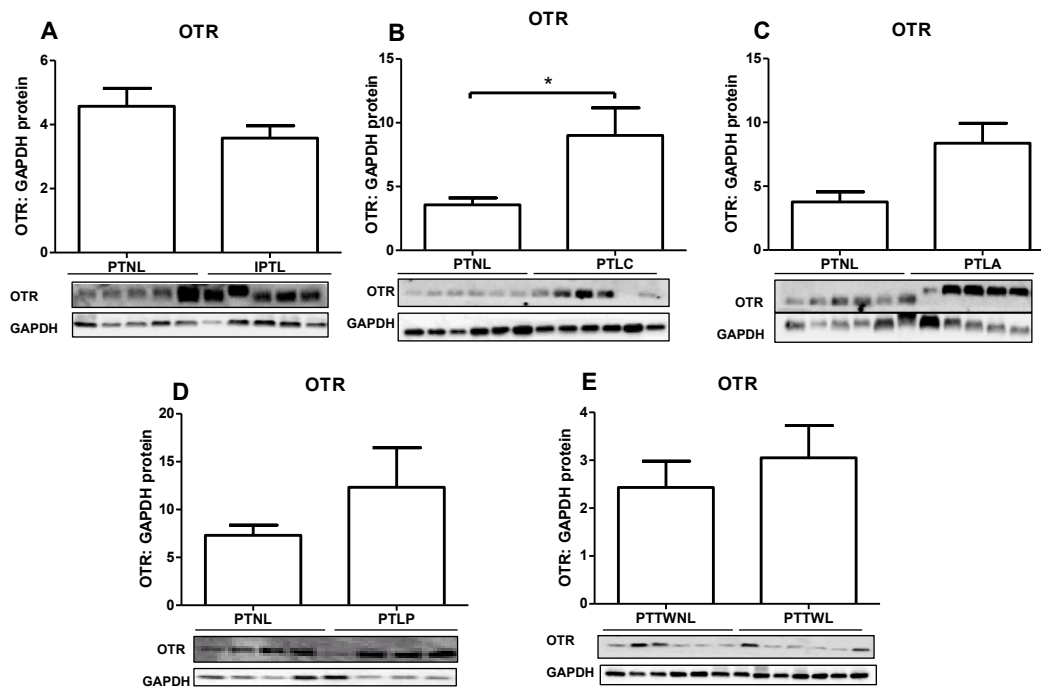 A
OTR
OTR: GAPDH protein
6
4
2
0
PTNL IPTL
OTR
GAPDH
B
OTR
OTR: GAPDH protein
15
10
5
0
*
PTNL PTLC
OTR
GAPDH
C
OTR
OTR: GAPDH protein
15
10
5
0
PTNL PTLA
OTR
GAPDH
D
OTR
OTR: GAPDH protein
20
15
10
5
0
PTNL PTLP
OTR
GAPDH
E
OTR
OTR: GAPDH protein
4
3
2
1
0
PTTWNL PTTWL
OTR
GAPDH